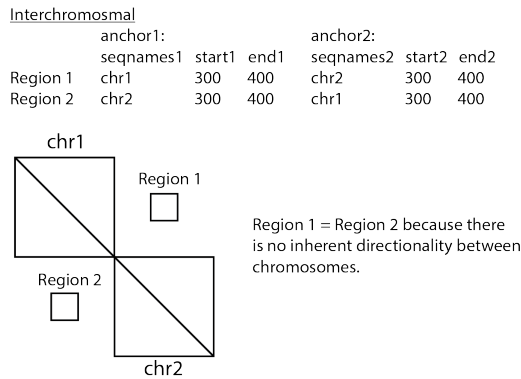 Interchromosmal
anchor1: anchor2:
seqnames1 start1 end1 seqnames2 start2 end2
Region 1 chr1 300 400 chr2 300 400
Region 2 chr2 300 400 chr1 300 400
chr1
Region 1
Region 1 = Region 2 because there
is no inherent directionality between
chromosomes.
Region 2
chr2